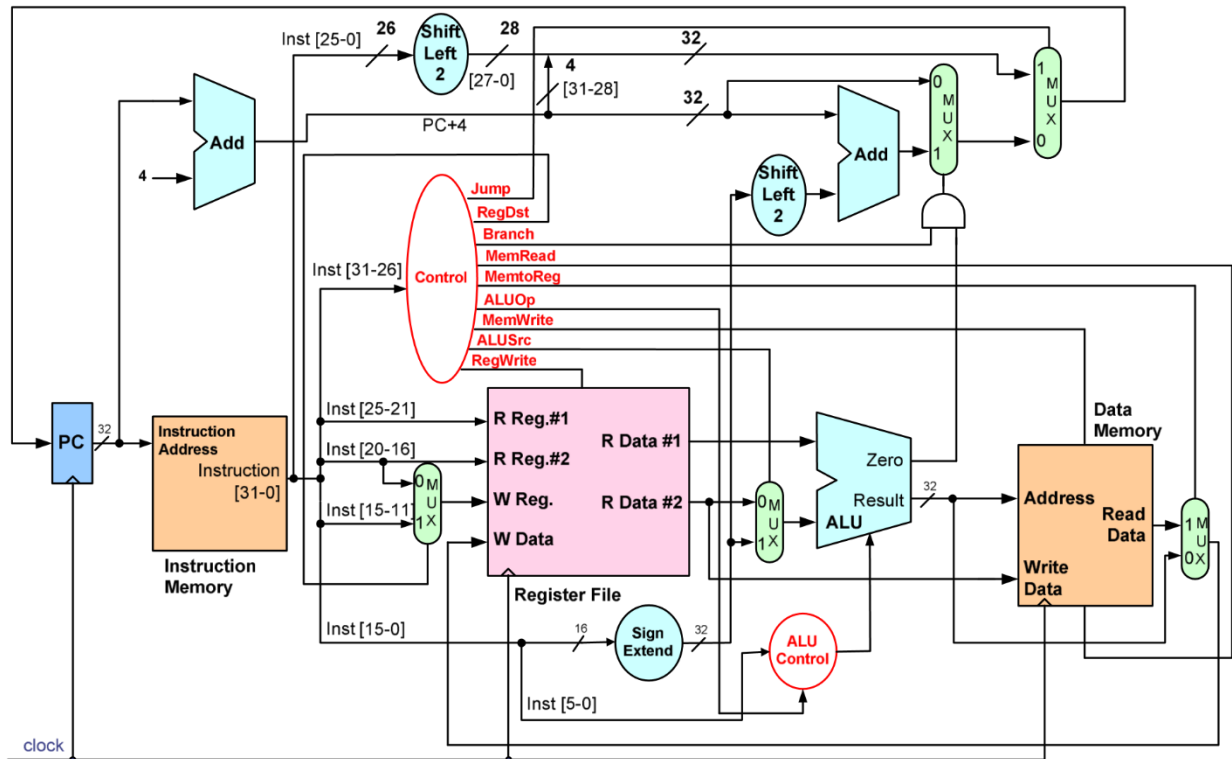 Inst [25-0]
26
Shift
Left
2
28
[27-0]
4
[31-28]
32
32
PC+4
Add
4
0
M
U
X
1
1
M
U
X
0
Add
Shift
Left
2
Control
Jump
RegDst
Branch
MemRead
MemtoReg
ALUOp
MemWrite
ALUSrc
RegWrite
Inst [31-26]
PC
32
Instruction
Address
Instruction
[31-0]
Instruction
Memory
Inst [25-21]
Inst [20-16]
Inst [15-11]
0
M
U
X
1
R Reg.#1
R Reg.#2
W Reg.
W Data
R Data #1
R Data #2
Register File
0
M
U
X
1
Zero
Result
ALU
32
Data
Memory
Address
Read
Data
Write
Data
1
M
U
X
0
Inst [15-0]
16
Sign
Extend
32
ALU
Control
Inst [5-0]
clock